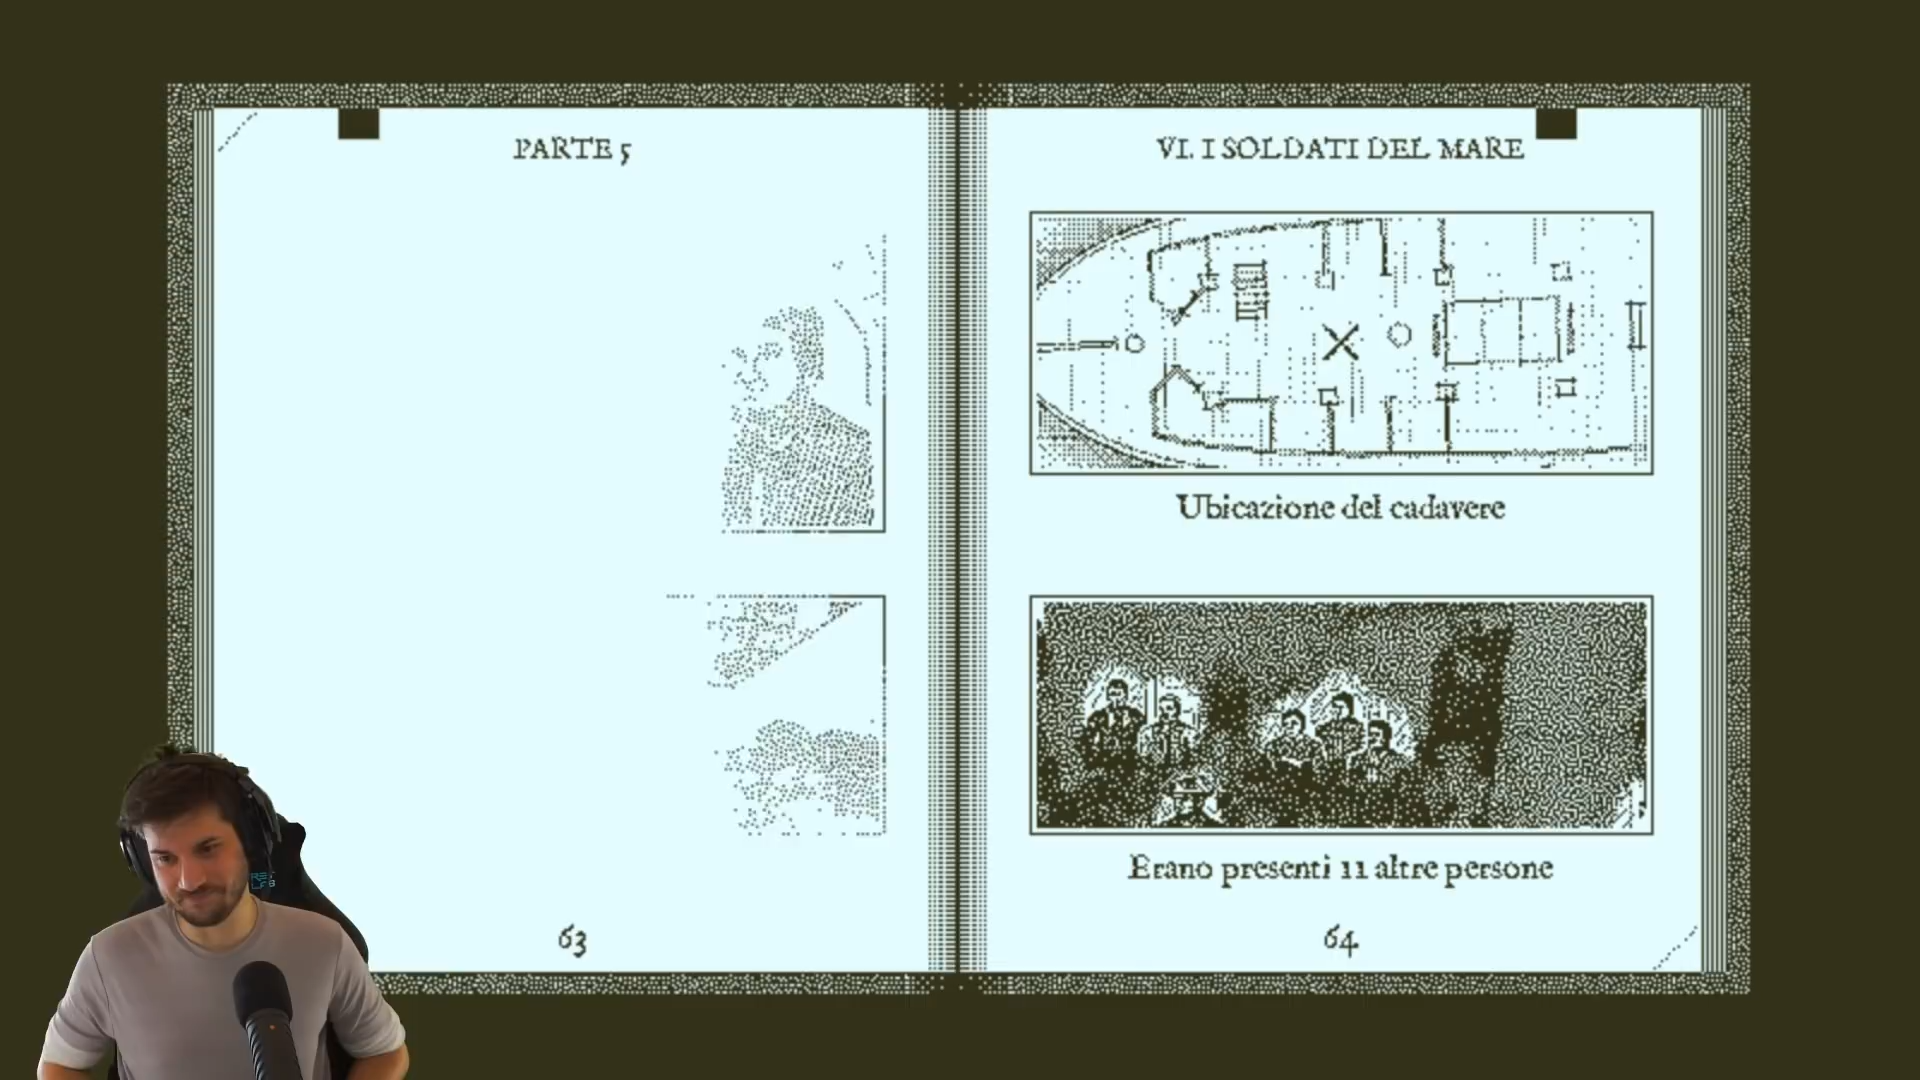 PARTE 5
63
VI. I SOLDATI DEL MARE
Ubicazione del cadavere
Erano presenti 11 altre persone
64